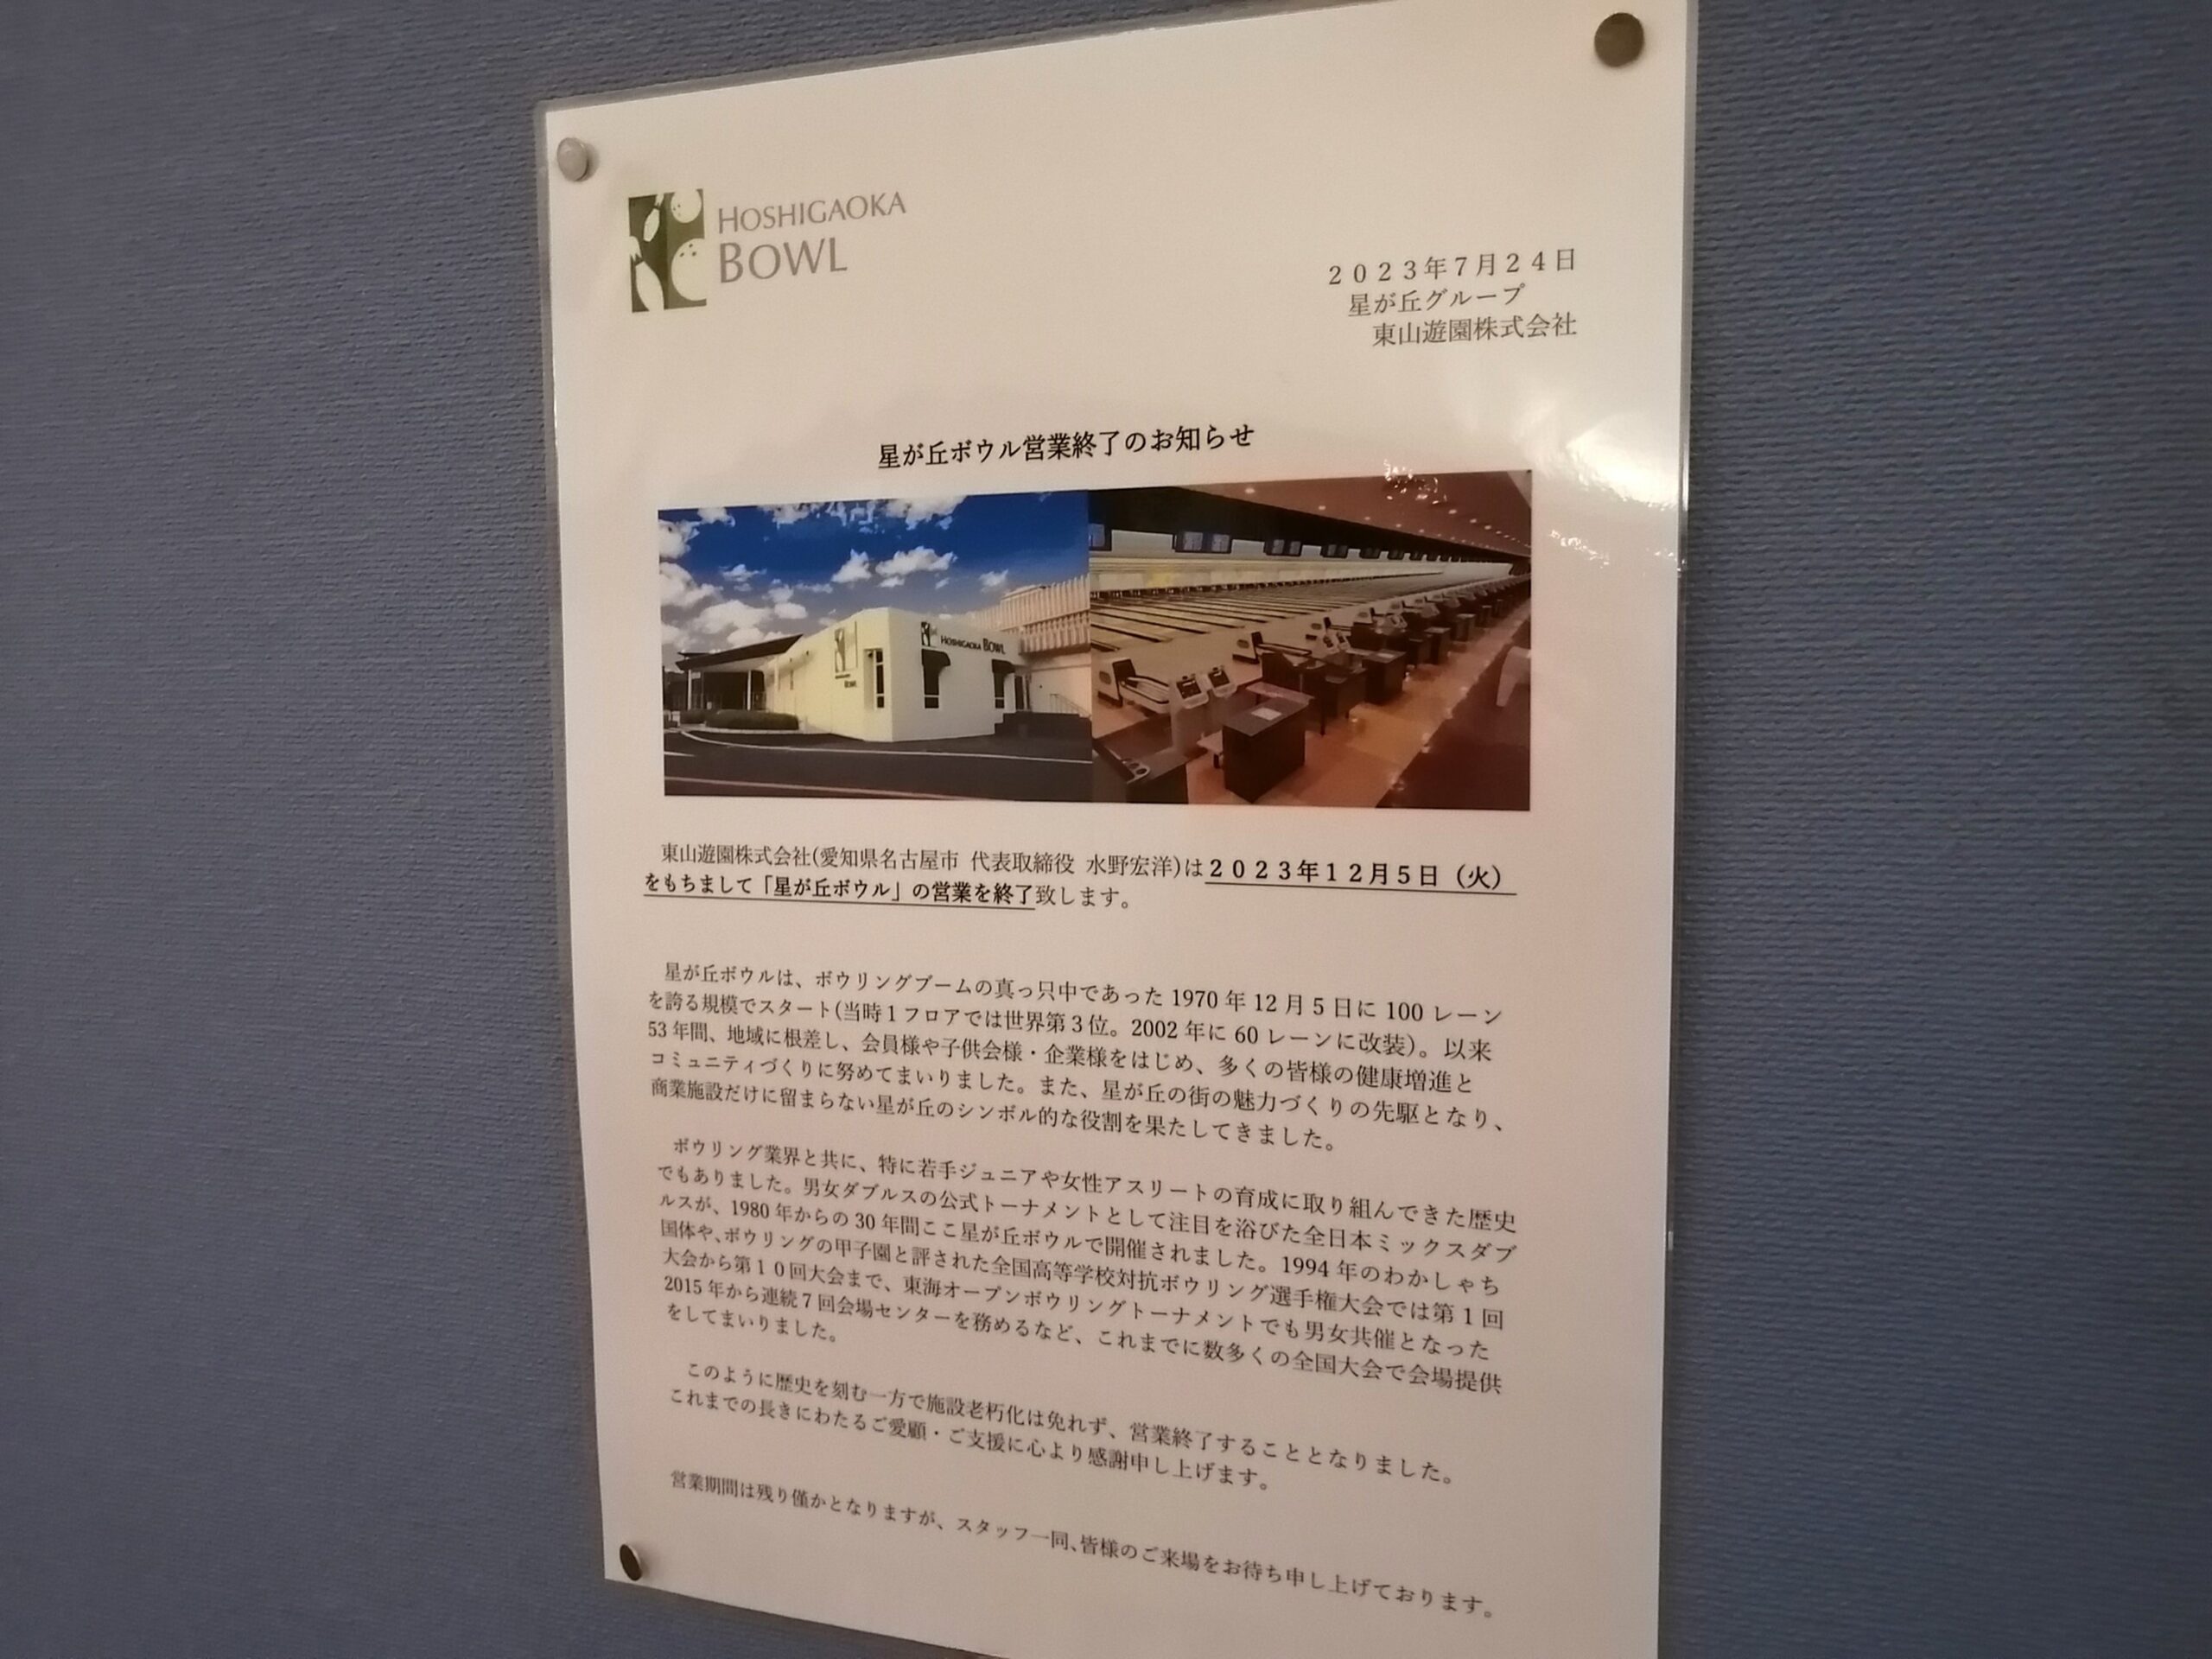 HOSHIGAOKA
BOWL
2023年7月24日
星が丘グループ
東山遊園株式会社
星が丘ボウル営業終了のお知らせ
HOSHIGAOKA BOWL
東山遊園株式会社(愛知県名古屋市 代表取締役 水野宏洋)は2023年12月5日（火）
をもちまして「星が丘ボウル」の営業を終了致します。
星が丘ボウルは、ボウリングブームの真っ只中であった 1970 年 12 月 5 日に 100 レーン
を誇る規模でスタート(当時1フロアでは世界第3位。2002 年に 60 レーンに改装)。以来
53 年間、地域に根差し、会員様や子供会様・企業様をはじめ、多くの皆様の健康増進と
コミュニティづくりに努めてまいりました。また、星が丘の街の魅力づくりの先駆となり、
商業施設だけに留まらない星が丘のシンボル的な役割を果たしてきました。
ボウリング業界と共に、特に若手ジュニアや女性アスリートの育成に取り組んできた歴史
でもありました。男女ダブルスの公式トーナメントとして注目を浴びた全日本ミックスダブ
ルスが、1980 年からの 30 年間ここ星が丘ボウルで開催されました。1994 年のわかしゃち
国体や、ボウリングの甲子園と評された全国高等学校対抗ボウリング選手権大会では第1回
大会から第10回大会まで、東海オープンボウリングトーナメントでも男女共催となった
2015 年から連続7回会場センターを務めるなど、これまでに数多くの全国大会で会場提供
をしてまいりました。
このように歴史を刻む一方で施設老朽化は免れず、営業終了することとなりました。
これまでの長きにわたるご愛顧・ご支援に心より感謝申し上げます。
営業期間は残り僅かとなりますが、スタッフ一同、皆様のご来場をお待ち申し上げております。